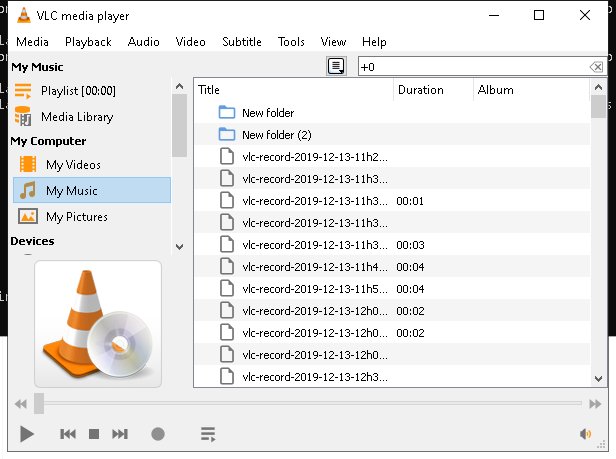 VLC media player
Media Playback Audio Video Subtitle Tools View Help
My Music
+0
Playlist [00:00]
Media Library
My Computer
My Videos
My Music
My Pictures
Devices
Title Duration Album
New folder
New folder (2)
vlc-record-2019-12-13-11h2...
vlc-record-2019-12-13-11h3...
vlc-record-2019-12-13-11h3... 00:01
vlc-record-2019-12-13-11h3...
vlc-record-2019-12-13-11h3... 00:03
vlc-record-2019-12-13-11h4... 00:04
vlc-record-2019-12-13-11h5... 00:04
vlc-record-2019-12-13-12h0... 00:02
vlc-record-2019-12-13-12h0... 00:02
vlc-record-2019-12-13-12h0...
vlc-record-2019-12-13-12h3...